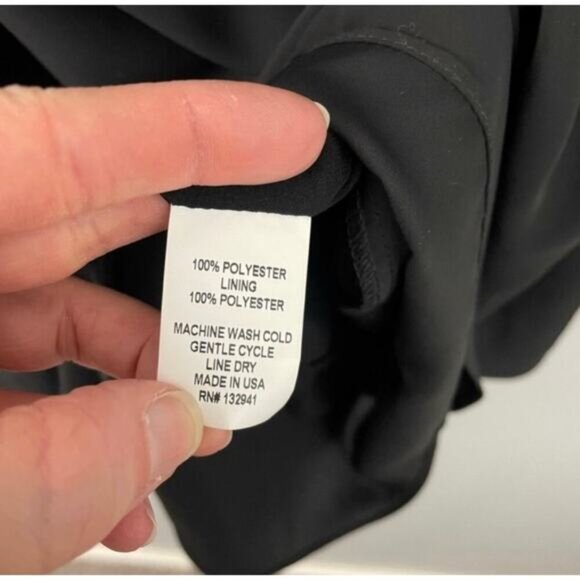 100% POLYESTER
LINING
100% POLYESTER
MACHINE WASH COLD
GENTLE CYCLE
LINE DRY
MADE IN USA
RN# 132941